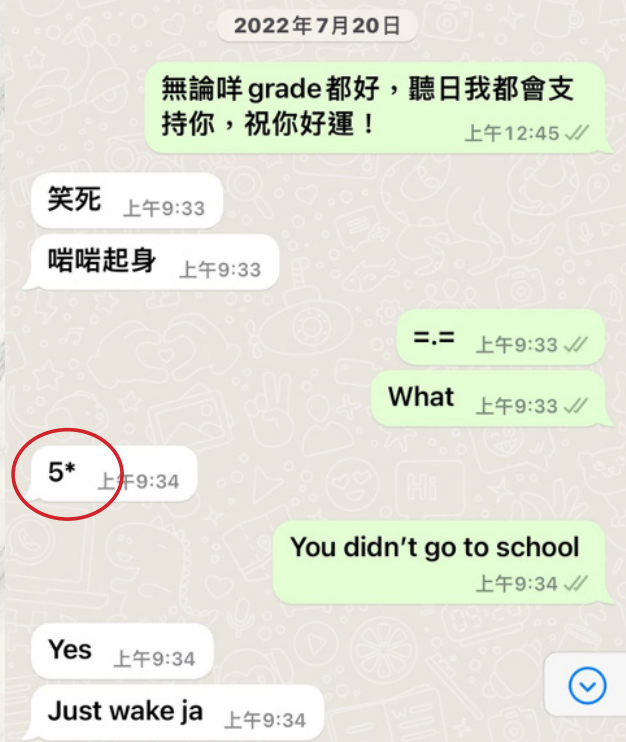 2022年7月20日
無論咩grade都好，聽日我都會支
持你，祝你好運！
上午12:45
笑死
上午9:33
啱啱起身
上午9:33
=.=
上午9:33
What
上午9:33
5*
上午9:34
You didn't go to school
上午9:34
Yes
上午9:34
Just wake ja
上午9:34